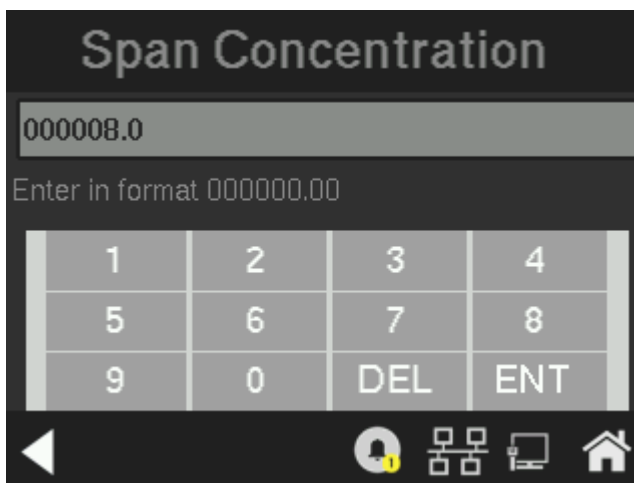 Span Concentration
000008.0
Enter in format 000000.00
1 2 3 4
5 6 7 8
9 0 DEL ENT
1